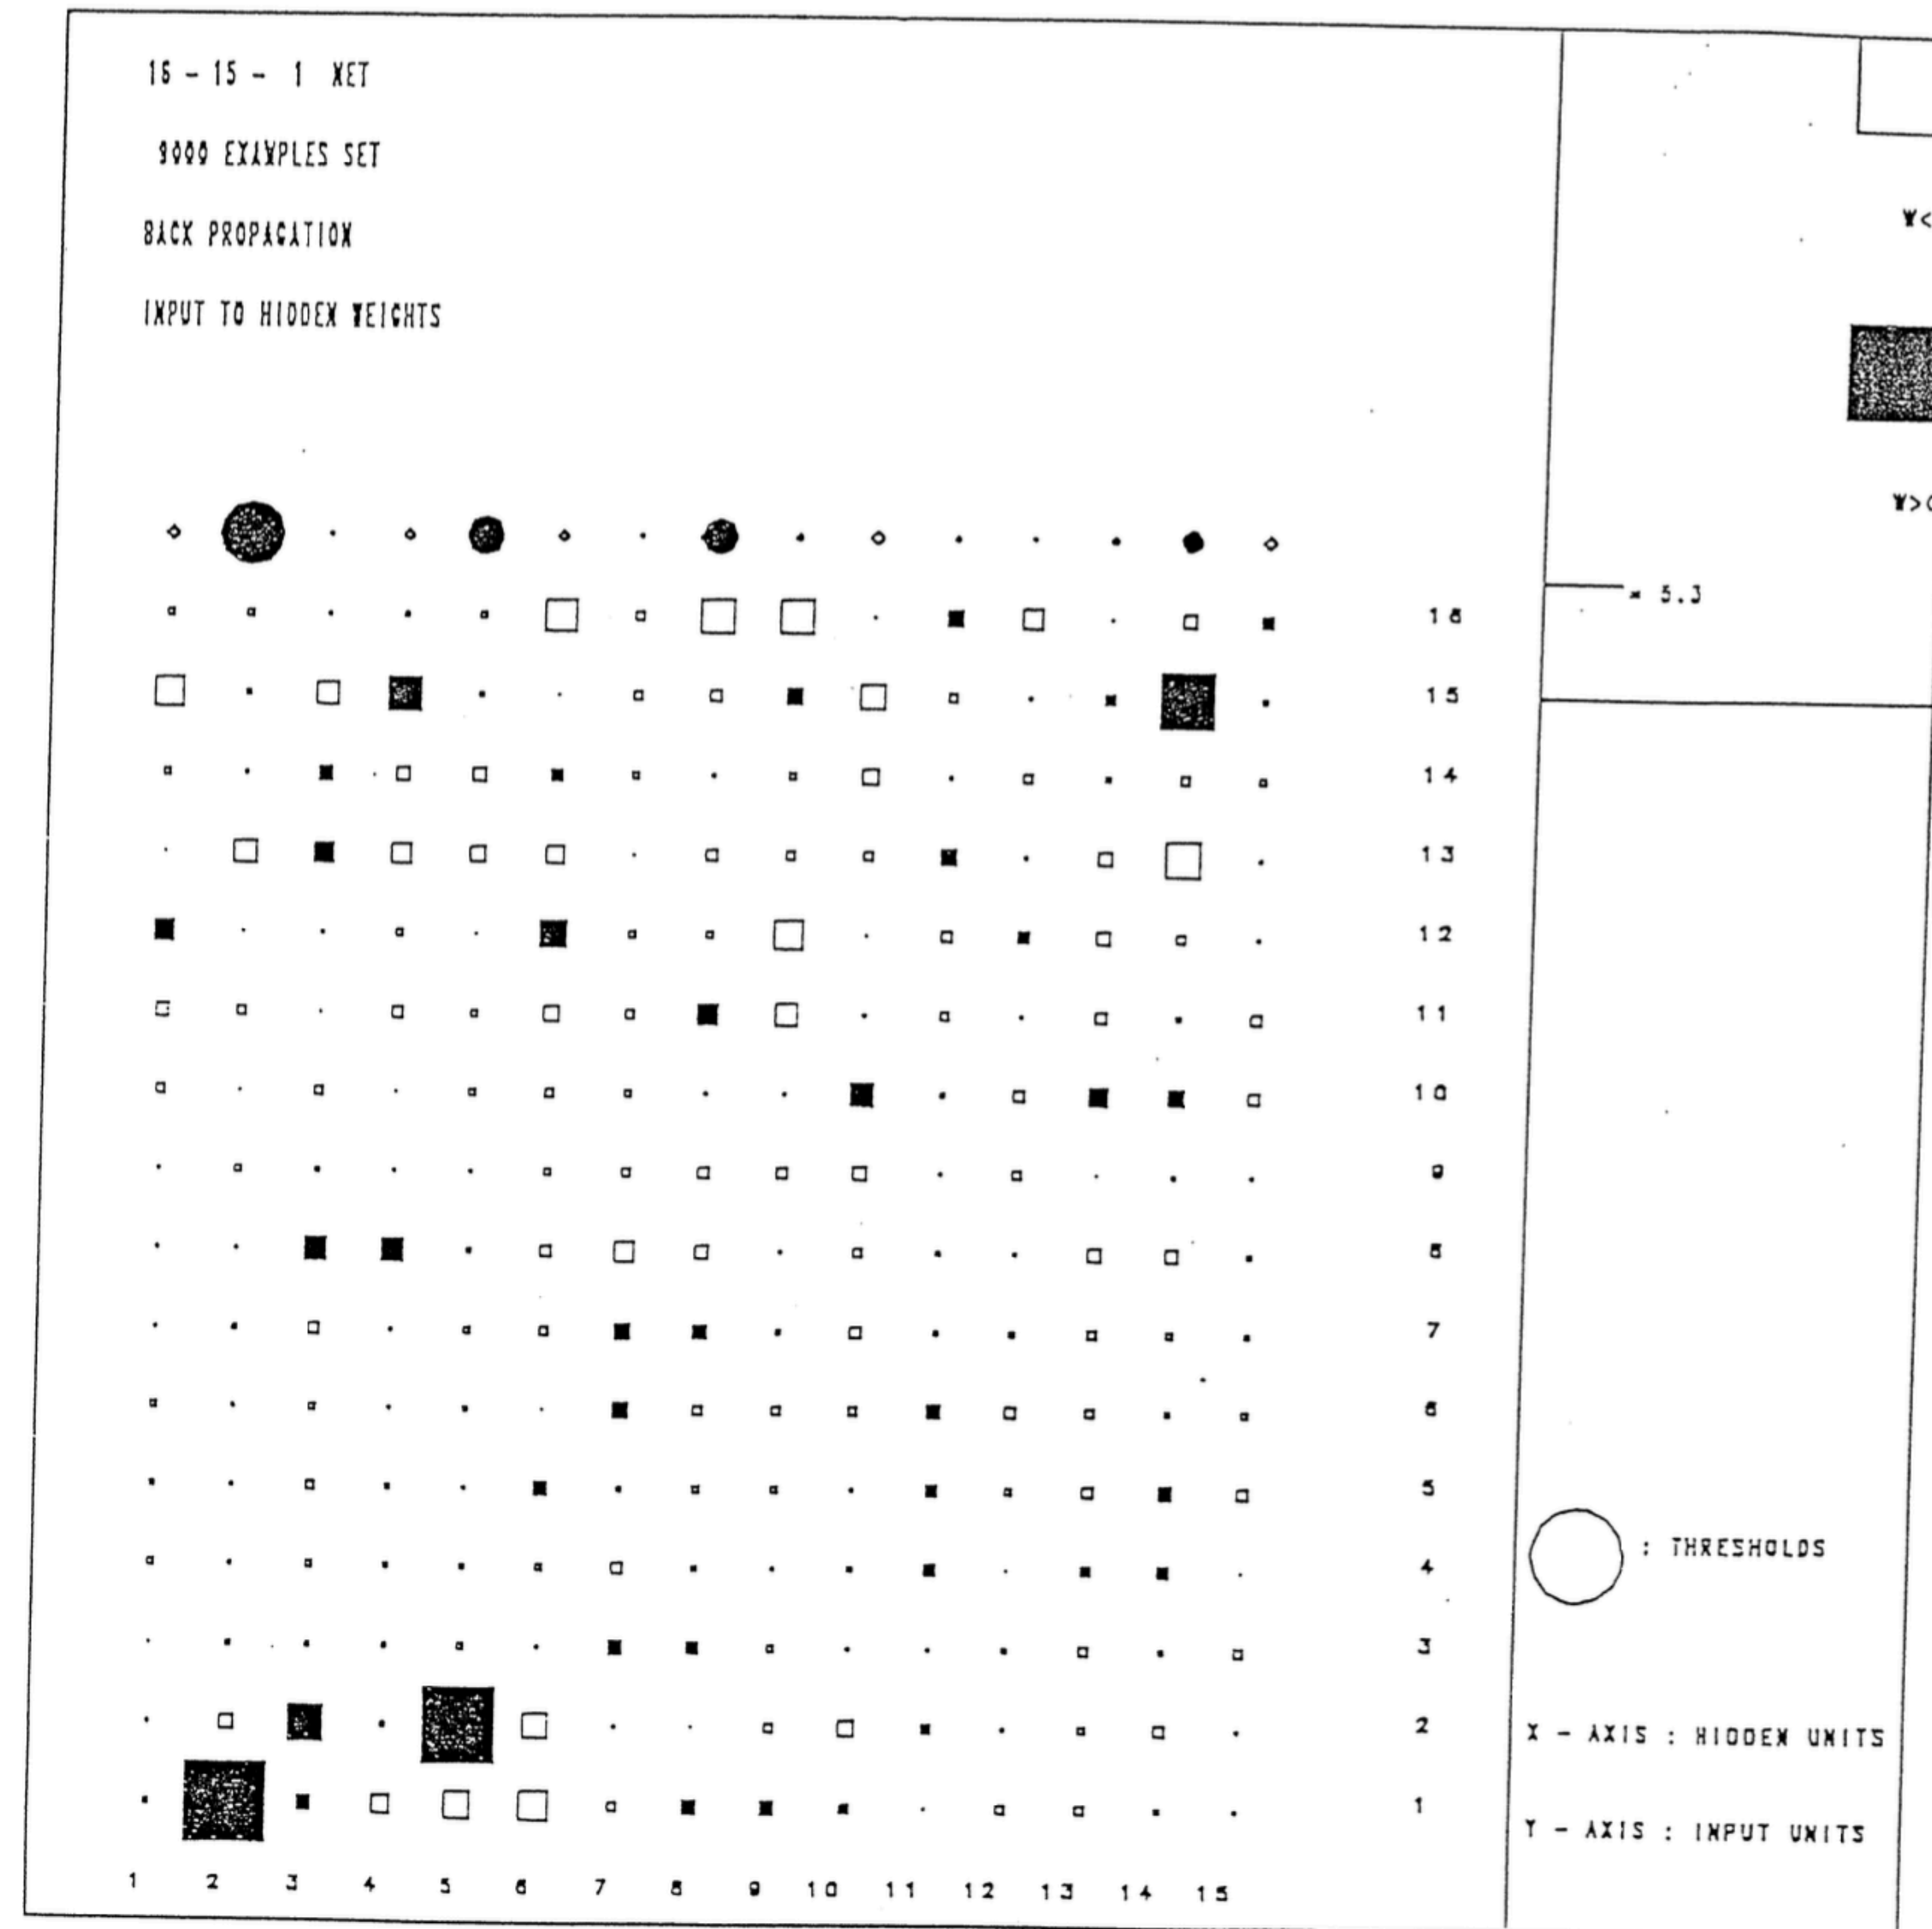 16 - 15 - 1 NET
9000 EXAMPLES SET
BACK PROPAGATION
INPUT TO HIDDEN WEIGHTS
W<
W>
= 5.3
16
15
14
13
12
11
10
9
8
7
6
5
4
: THRESHOLDS
3
2
X - AXIS : HIDDEN UNITS
1
Y - AXIS : INPUT UNITS
1 2 3 4 5 6 7 8 9 10 11 12 13 14 15